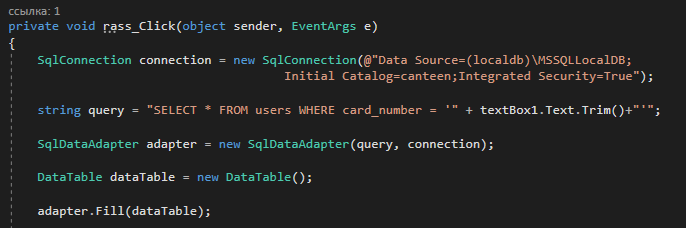 ссылка: 1
private void rass_Click(object sender, EventArgs e)
{
SqlConnection connection = new SqlConnection(@"Data Source=(localdb)\MSSQLLocalDB;
Initial Catalog=canteen;Integrated Security=True");
string query = "SELECT * FROM users WHERE card_number = '" + textBox1.Text.Trim()+"'";
SqlDataAdapter adapter = new SqlDataAdapter(query, connection);
DataTable dataTable = new DataTable();
adapter.Fill(dataTable);